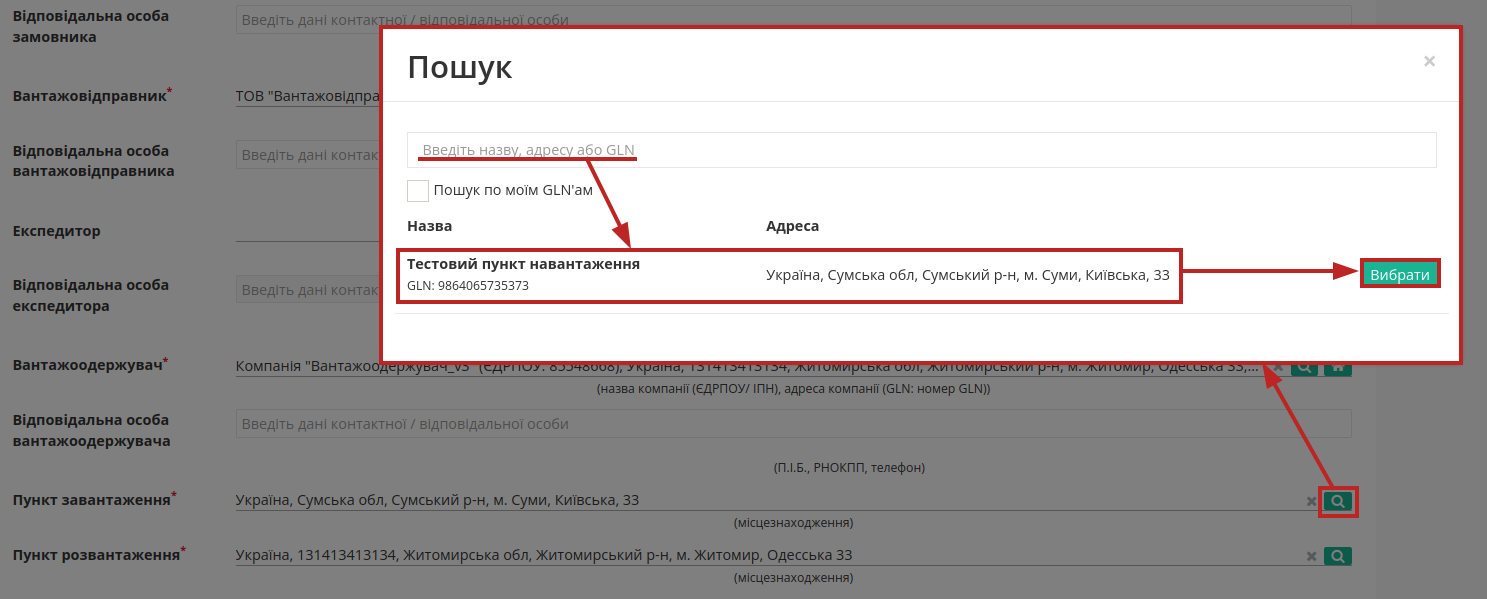 Відповідальна особа
замовника
Введіть дані контактної / відповідальної особи
Пошук
×
Вантажовідправник*
ТОВ "Вантажовідпра
Введіть назву, адресу або GLN
Відповідальна особа
вантажовідправника
Введіть дані контак
Пошук по моїм GLN'ам
Назва
Адреса
Експедитор
Тестовий пункт навантаження
GLN: 9864065735373
Україна, Сумська обл, Сумський р-н, м. Суми, Київська, 33
Вибрати
Відповідальна особа
експедитора
Введіть дані контак
Вантажоодержувач*
Компанія "Вантажоодержувач_v3" (ЄДРПОУ: 85548668), Україна, 131413413134, Житомирська обл, Житомирський р-н, м. Житомир, Одесська 33,...
(назва компанії (ЄДРПОУ/ ІПН), адреса компанії (GLN: номер GLN))
Відповідальна особа
вантажоодержувача
Введіть дані контактної / відповідальної особи
(П.І.Б., РНОКПП, телефон)
Пункт завантаження*
Україна, Сумська обл, Сумський р-н, м. Суми, Київська, 33
(місцезнаходження)
Пункт розвантаження*
Україна, 131413413134, Житомирська обл, Житомирський р-н, м. Житомир, Одесська 33
(місцезнаходження)